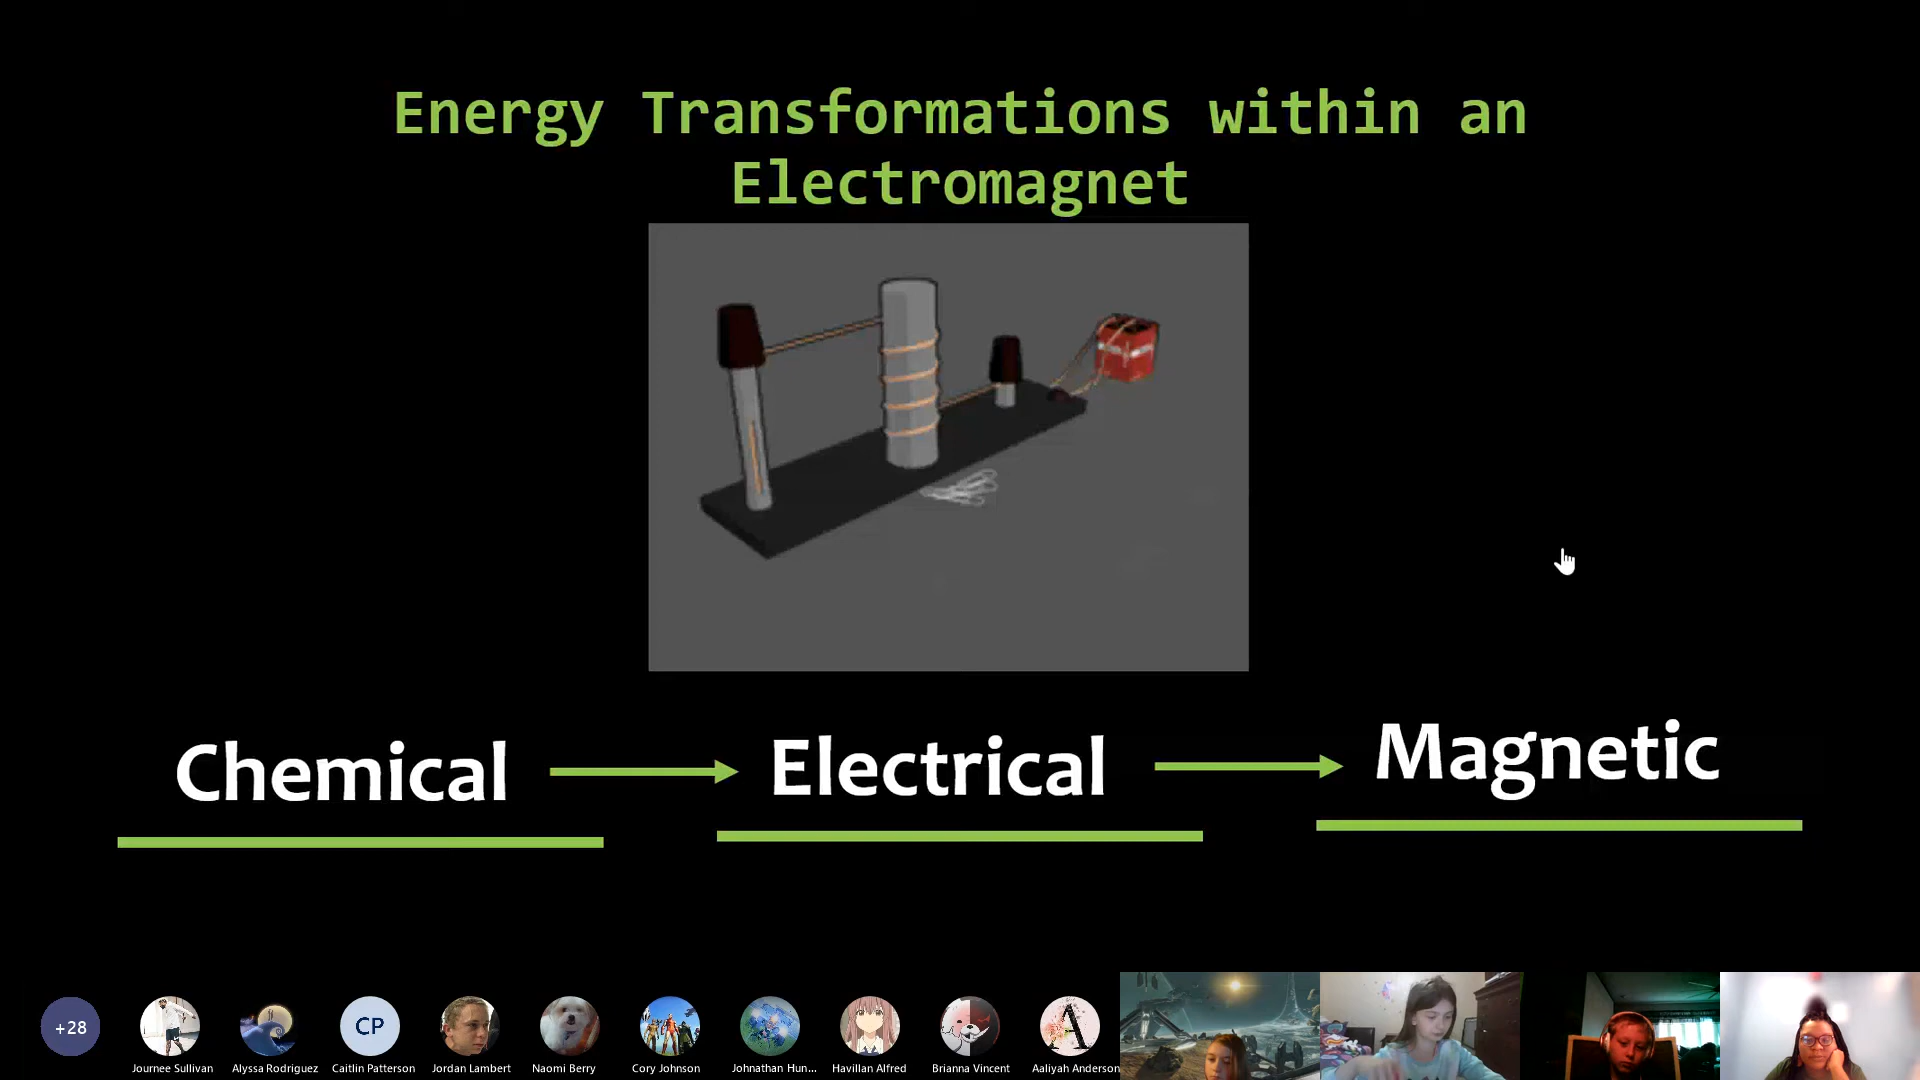 Energy Transformations within an
Electromagnet
Chemical
Electrical
Magnetic
+28
CP
A
Journee Sullivan
Alyssa Rodriguez
Caitlin Patterson
Jordan Lambert
Naomi Berry
Cory Johnson
Johnathan Hun...
Havillan Alfred
Brianna Vincent
Aaliyah Anderson